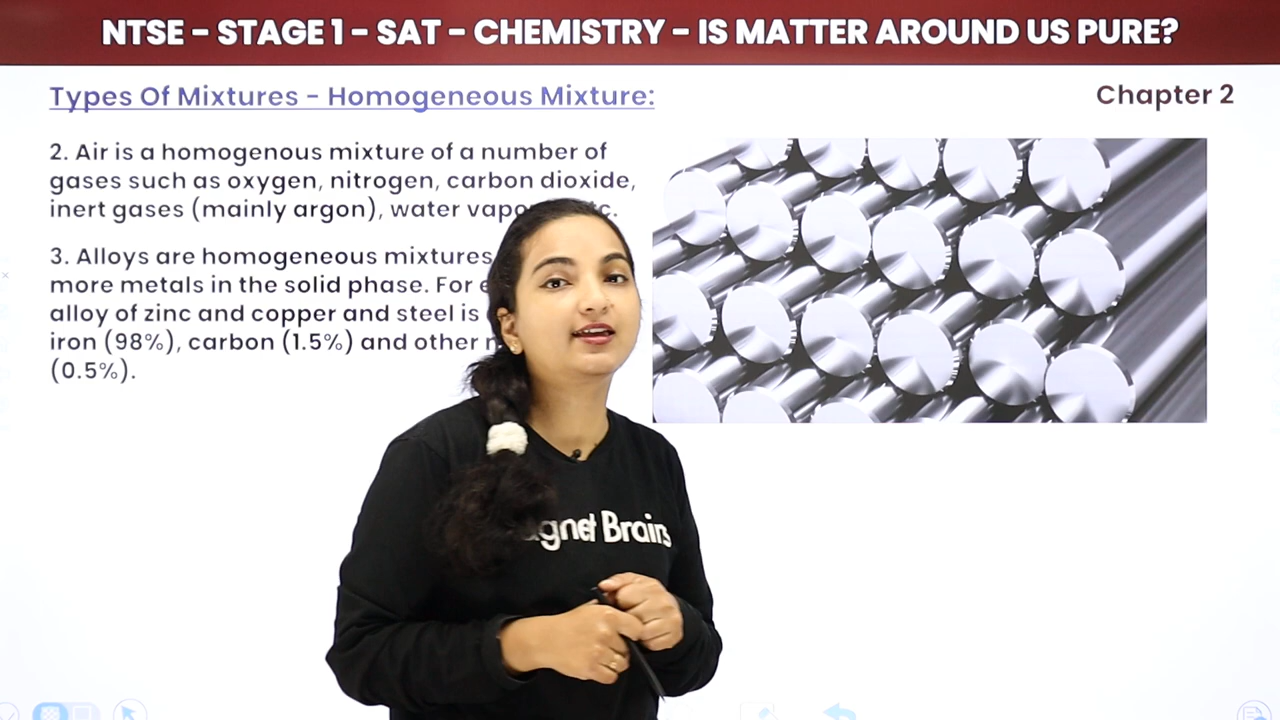 NTSE – STAGE 1 – SAT – CHEMISTRY – IS MATTER AROUND US PURE?
Types Of Mixtures - Homogeneous Mixture:
Chapter 2
2. Air is a homogenous mixture of a number of
gases such as oxygen, nitrogen, carbon dioxide,
inert gases (mainly argon), water
3. Alloys are homogeneous mixtures
more metals in the solid phase. For
alloy of zinc and copper and steel is
iron (98%), carbon (1.5%) and other
(0.5%).
Brains